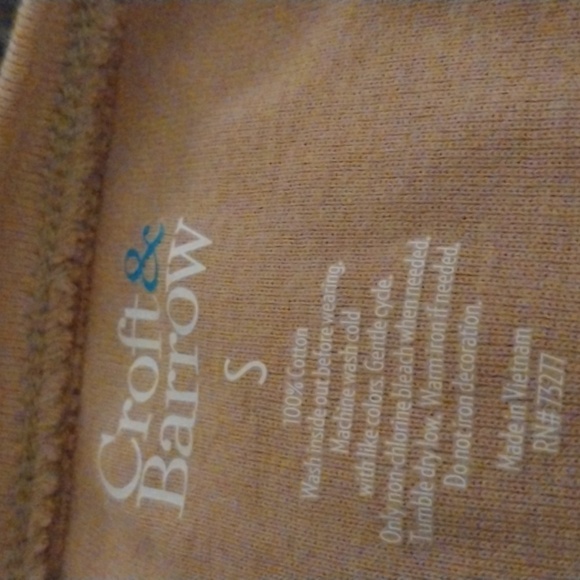 Croft &
Barrow
S
100% Cotton
Wash inside out before wearing.
Machine wash cold
with like colors. Gentle cycle.
Only non-chlorine bleach when needed.
Tumble dry low. Warm iron if needed.
Do not iron decoration.
Made in Vietnam
RN# 73277